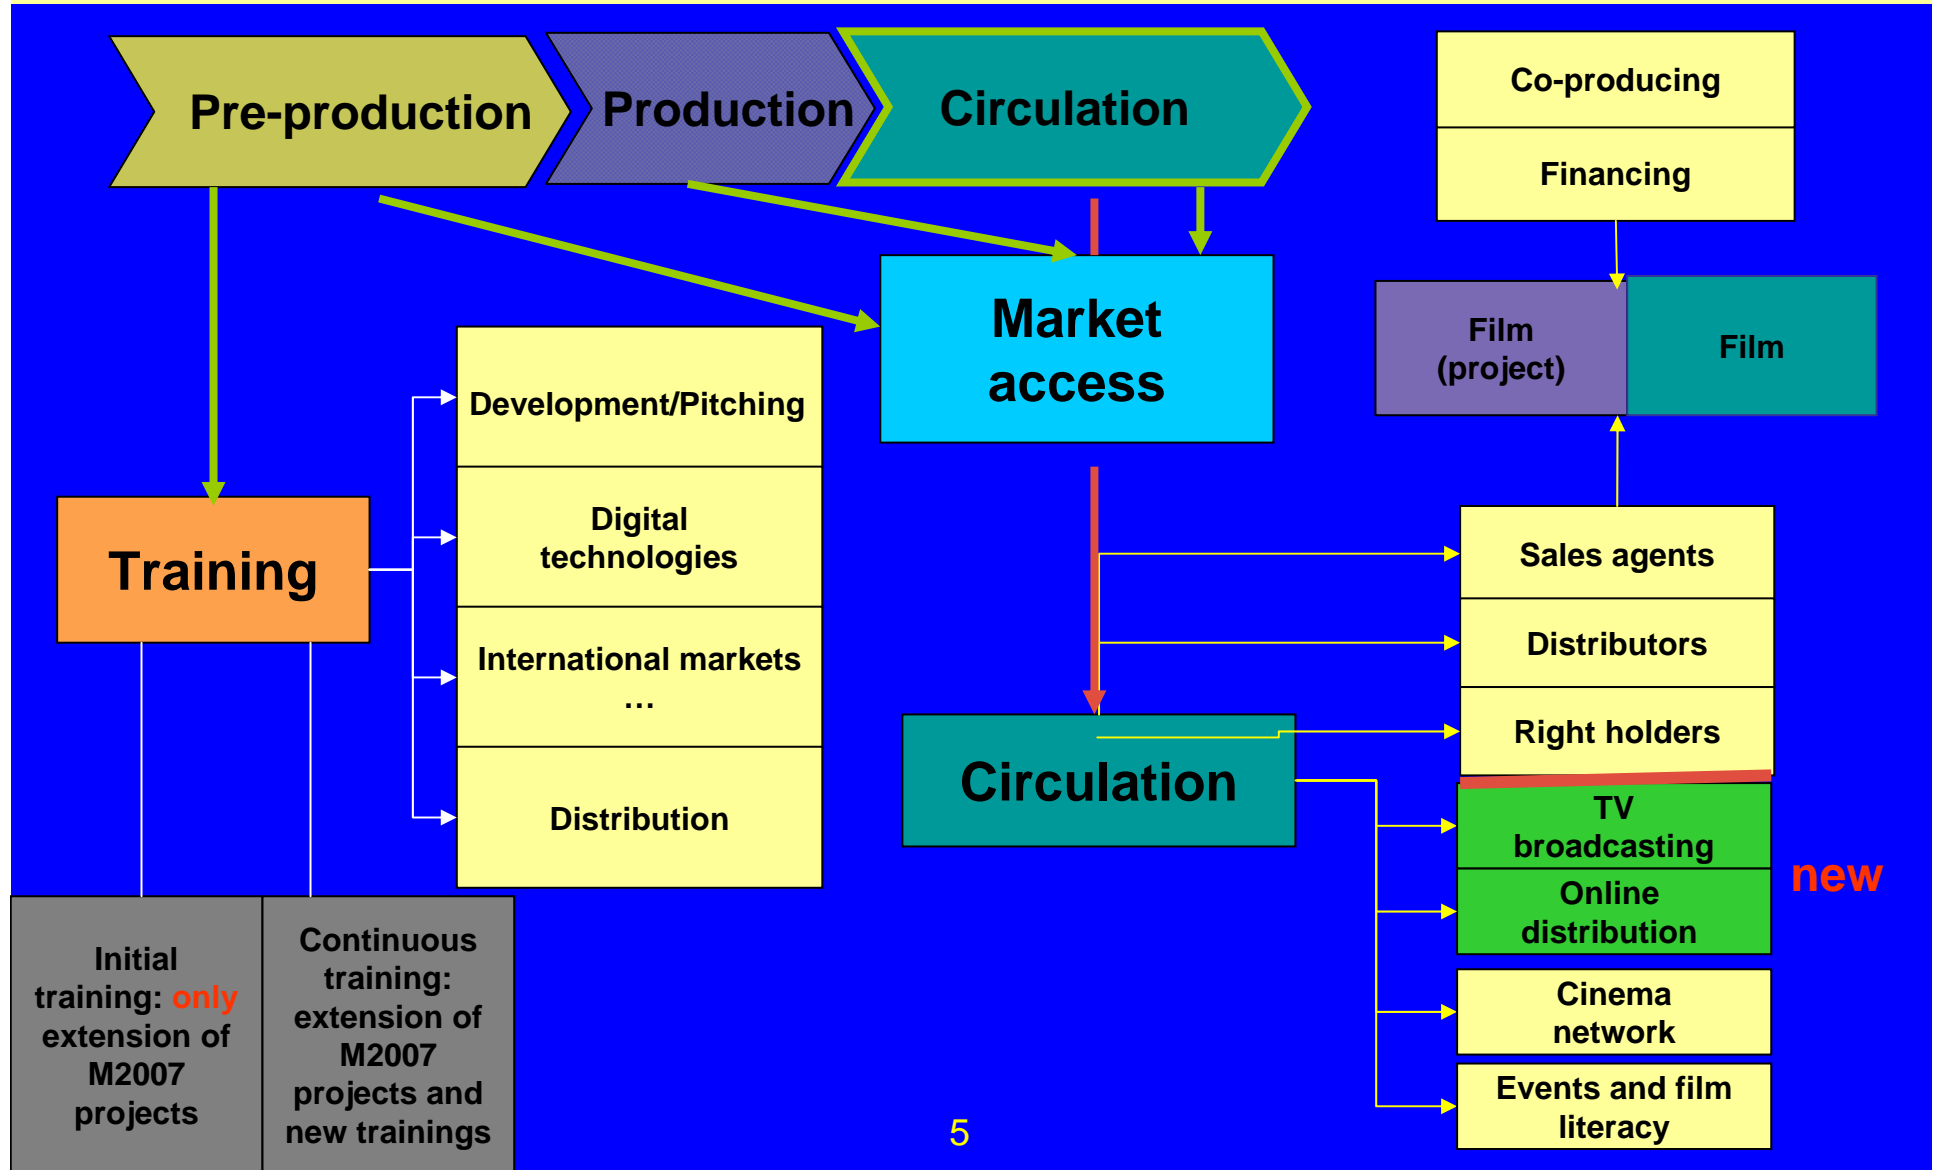 Pre-production
Production
Circulation
Co-producing
Financing
Market
access
Film
(project)
Film
Development/Pitching
Digital
technologies
International markets
…
Distribution
Training
Sales agents
Distributors
Right holders
Circulation
TV
broadcasting
Online
distribution
new
Cinema
network
Events and film
literacy
Initial
training: only
extension of
M2007
projects
Continuous
training:
extension of
M2007
projects and
new trainings
5